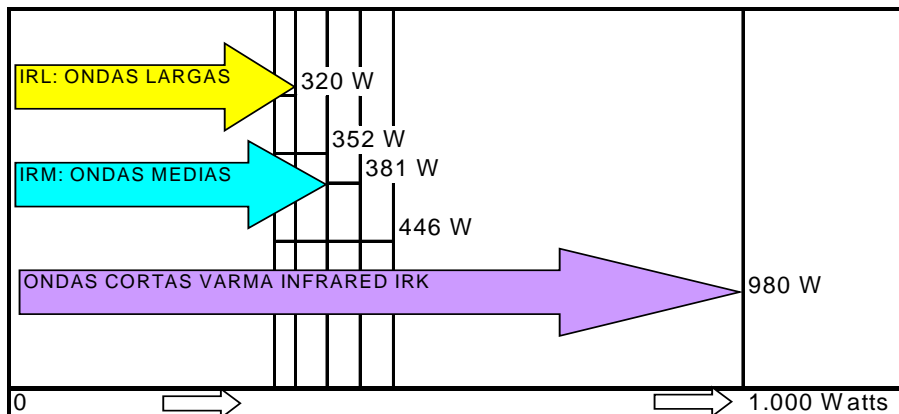 IRL: ONDAS LARGAS
320 W
352 W
IRM: ONDAS MEDIAS
381 W
446 W
ONDAS CORTAS VARMA INFRARED IRK
980 W
0
1.000 Watts